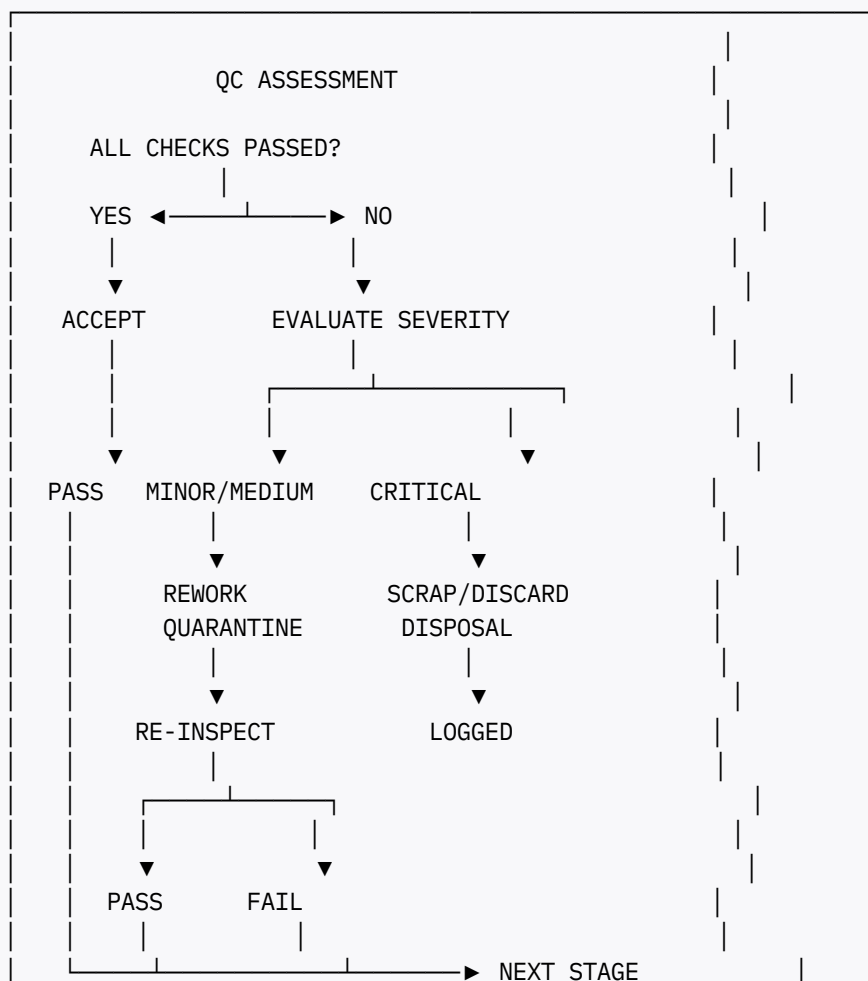 QC ASSESSMENT
ALL CHECKS PASSED?
YES NO
ACCEPT EVALUATE SEVERITY
PASS MINOR/MEDIUM CRITICAL
REWORK SCRAP/DISCARD
QUARANTINE DISPOSAL
RE-INSPECT LOGGED
PASS FAIL
NEXT STAGE